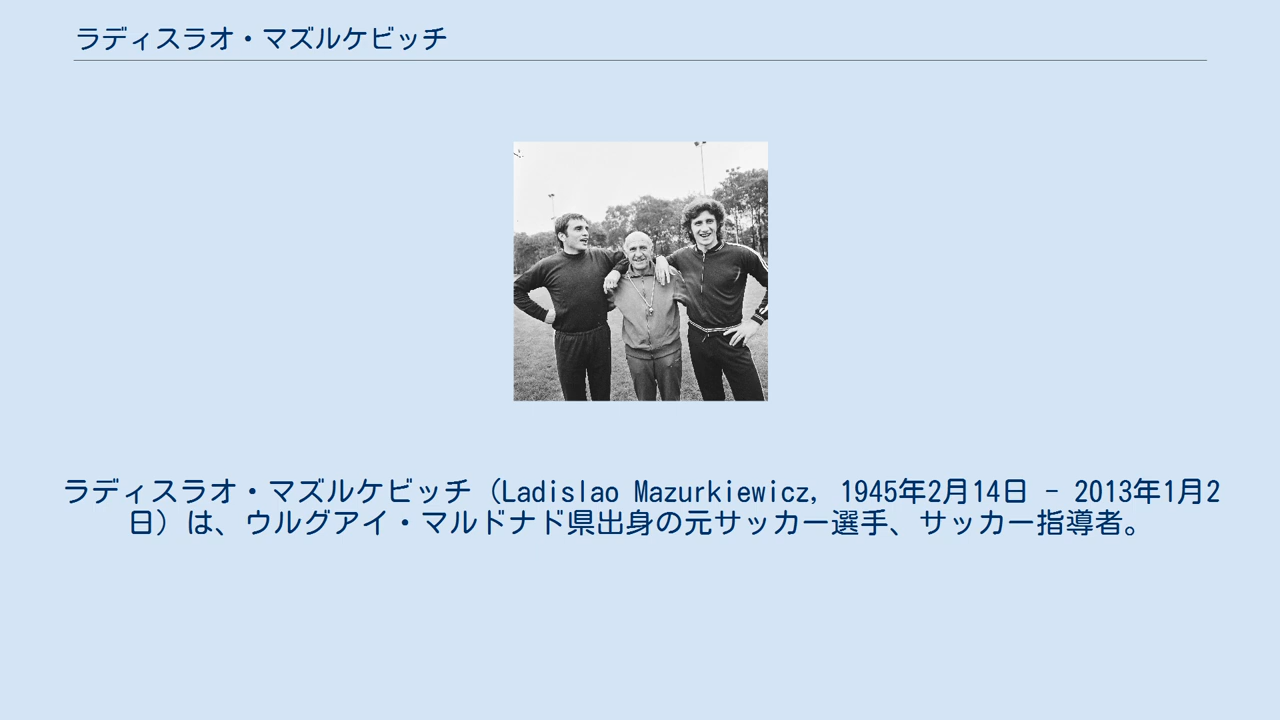 ラディスラオ・マズルケビッチ
ラディスラオ・マズルケビッチ（Ladislao Mazurkiewicz, 1945年2月14日 - 2013年1月2
日）は、ウルグアイ・マルドナド県出身の元サッカー選手、サッカー指導者。